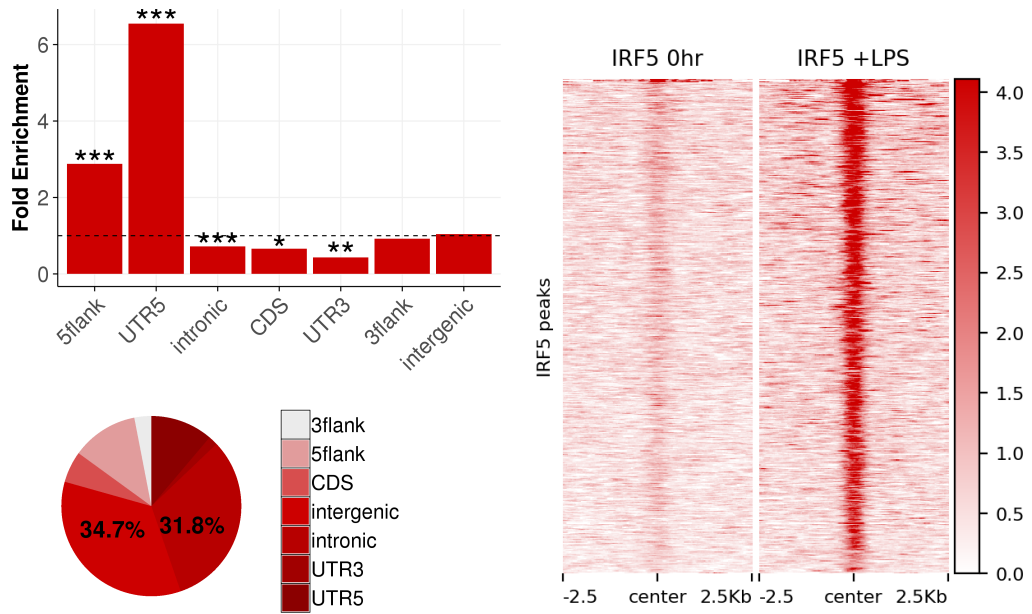 Fold Enrichment
6
4
2
0
***
***
***
*
**
5flank
UTR5
intronic
CDS
UTR3
3flank
intergenic
34.7%
31.8%
3flank
5flank
CDS
intergenic
intronic
UTR3
UTR5
IRF5 0hr
IRF5 +LPS
IRF5 peaks
-2.5 center 2.5Kb
-2.5 center 2.5Kb
4.0
3.5
3.0
2.5
2.0
1.5
1.0
0.5
0.0